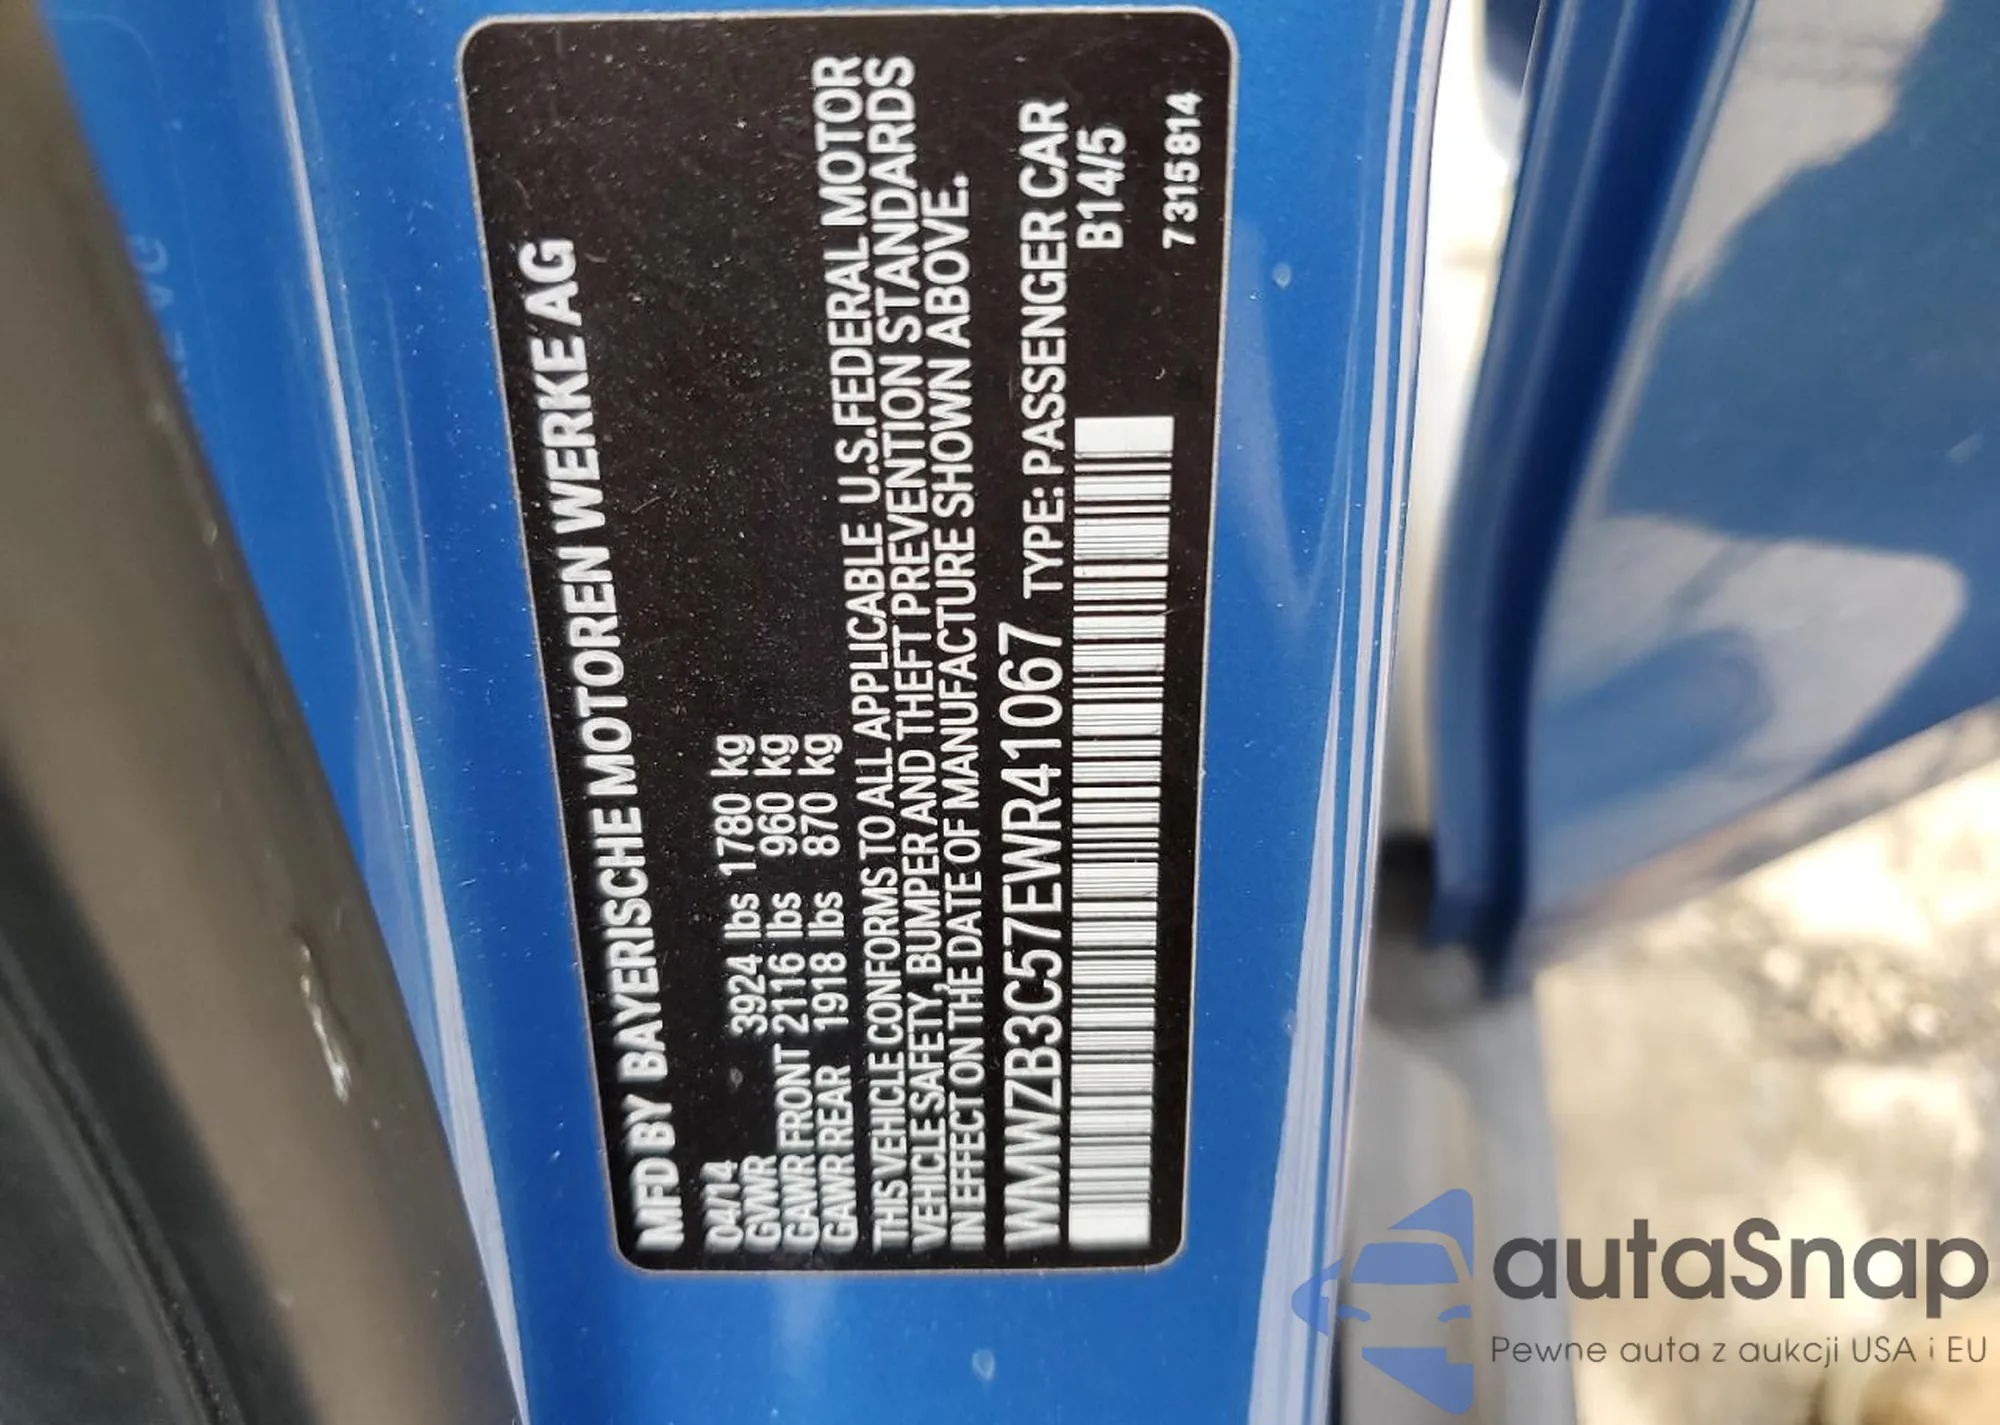 MFD BY BAYERISCHE MOTOREN WERKE AG
04/14
GVWR 3924 lbs 1780 kg
GAWR FRONT 2116 lbs 960 kg
GAWR REAR 1918 lbs 870 kg
THIS VEHICLE CONFORMS TO ALL APPLICABLE U.S.FEDERAL MOTOR
VEHICLE SAFETY, BUMPER AND THEFT PREVENTION STANDARDS
IN EFFECT ON THE DATE OF MANUFACTURE SHOWN ABOVE.
WMWZB3C57EWR41067 TYPE: PASSENGER CAR
B14/5
7315814
autaSnap
Pewne auta z aukcji USA i EU